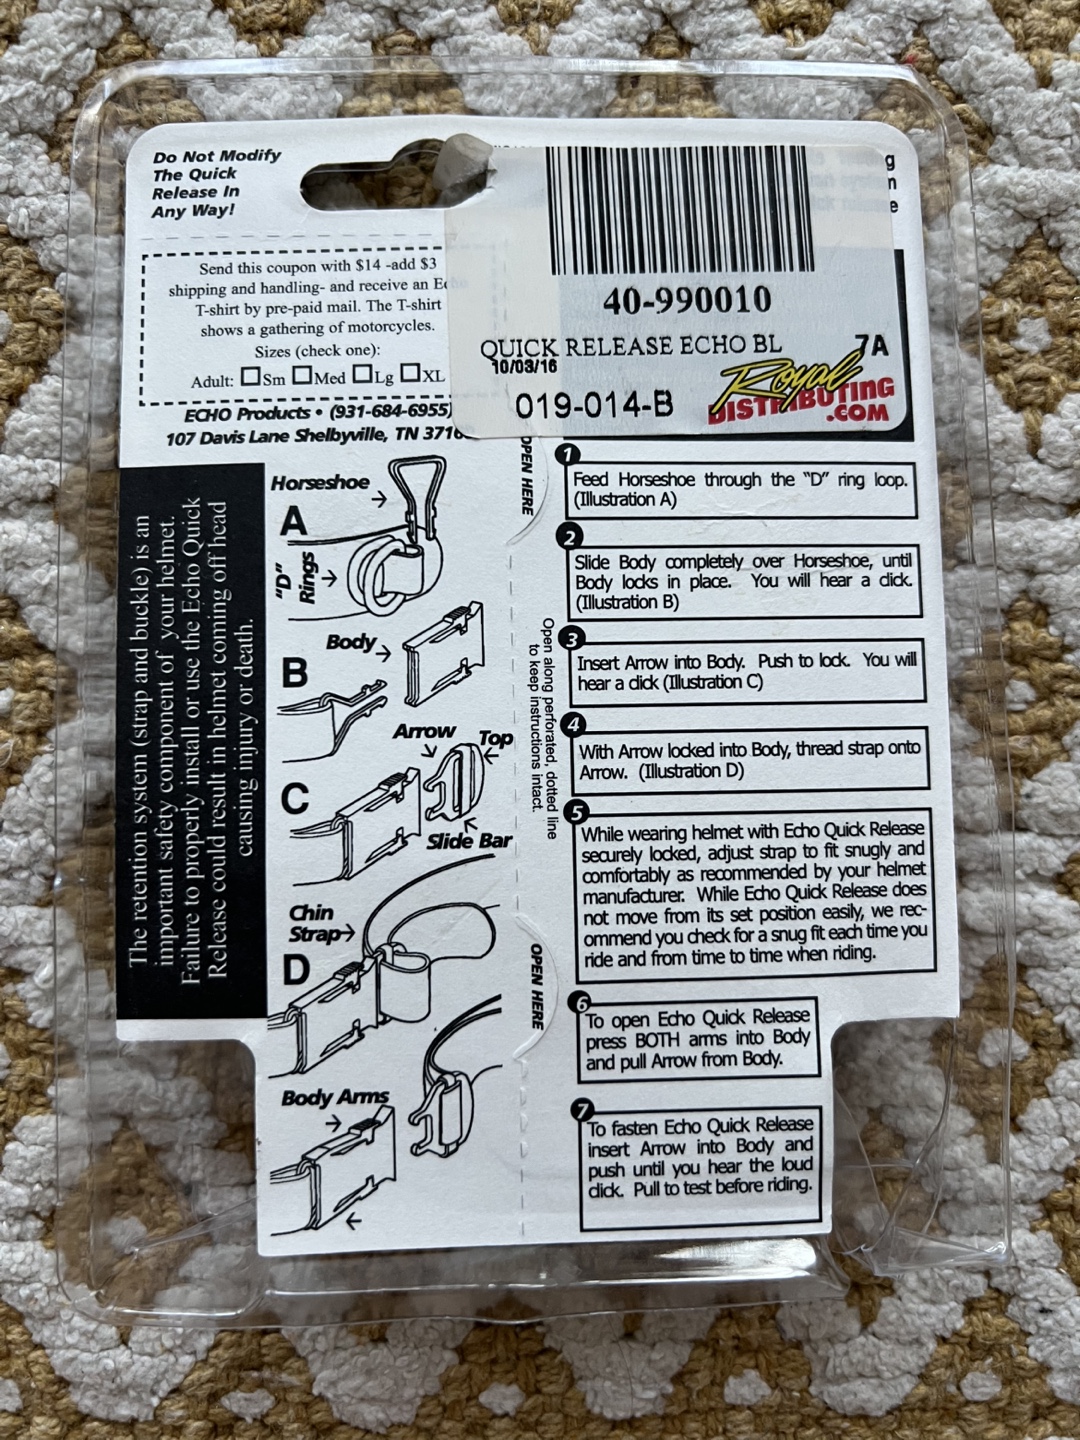 Do Not Modify
The Quick
Release In
Any Way!
Send this coupon with $14 -add $3
shipping and handling- and receive an
T-shirt by pre-paid mail. The T-shirt
shows a gathering of motorcycles.
Sizes (check one):
Adult: Sm Med Lg XL
ECHO Products • (931-684-6955)
107 Davis Lane Shelbyville, TN
40-990010
QUICK RELEASE ECHO BL 7A
10/03/16
019-014-B
Royal
DISTRIBUTING
.COM
The retention system (strap and buckle) is an
important safety component of your helmet.
Failure to properly install or use the Echo Quick
Release could result in helmet coming off head
causing injury or death.
Horseshoe
A
"D"
Rings
Body
B
Arrow
Top
C
Slide Bar
Chin
Strap
D
Body Arms
OPEN HERE
Open along perforated, dotted line
to keep instructions intact.
OPEN HERE
1
Feed Horseshoe through the "D" ring loop.
(Illustration A)
2
Slide Body completely over Horseshoe, until
Body locks in place. You will hear a click.
(Illustration B)
3
Insert Arrow into Body. Push to lock. You will
hear a click (Illustration C)
4
With Arrow locked into Body, thread strap onto
Arrow. (Illustration D)
5
While wearing helmet with Echo Quick Release
securely locked, adjust strap to fit snugly and
comfortably as recommended by your helmet
manufacturer. While Echo Quick Release does
not move from its set position easily, we rec-
ommend you check for a snug fit each time you
ride and from time to time when riding.
6
To open Echo Quick Release
press BOTH arms into Body
and pull Arrow from Body.
7
To fasten Echo Quick Release
insert Arrow into Body and
push until you hear the loud
click. Pull to test before riding.